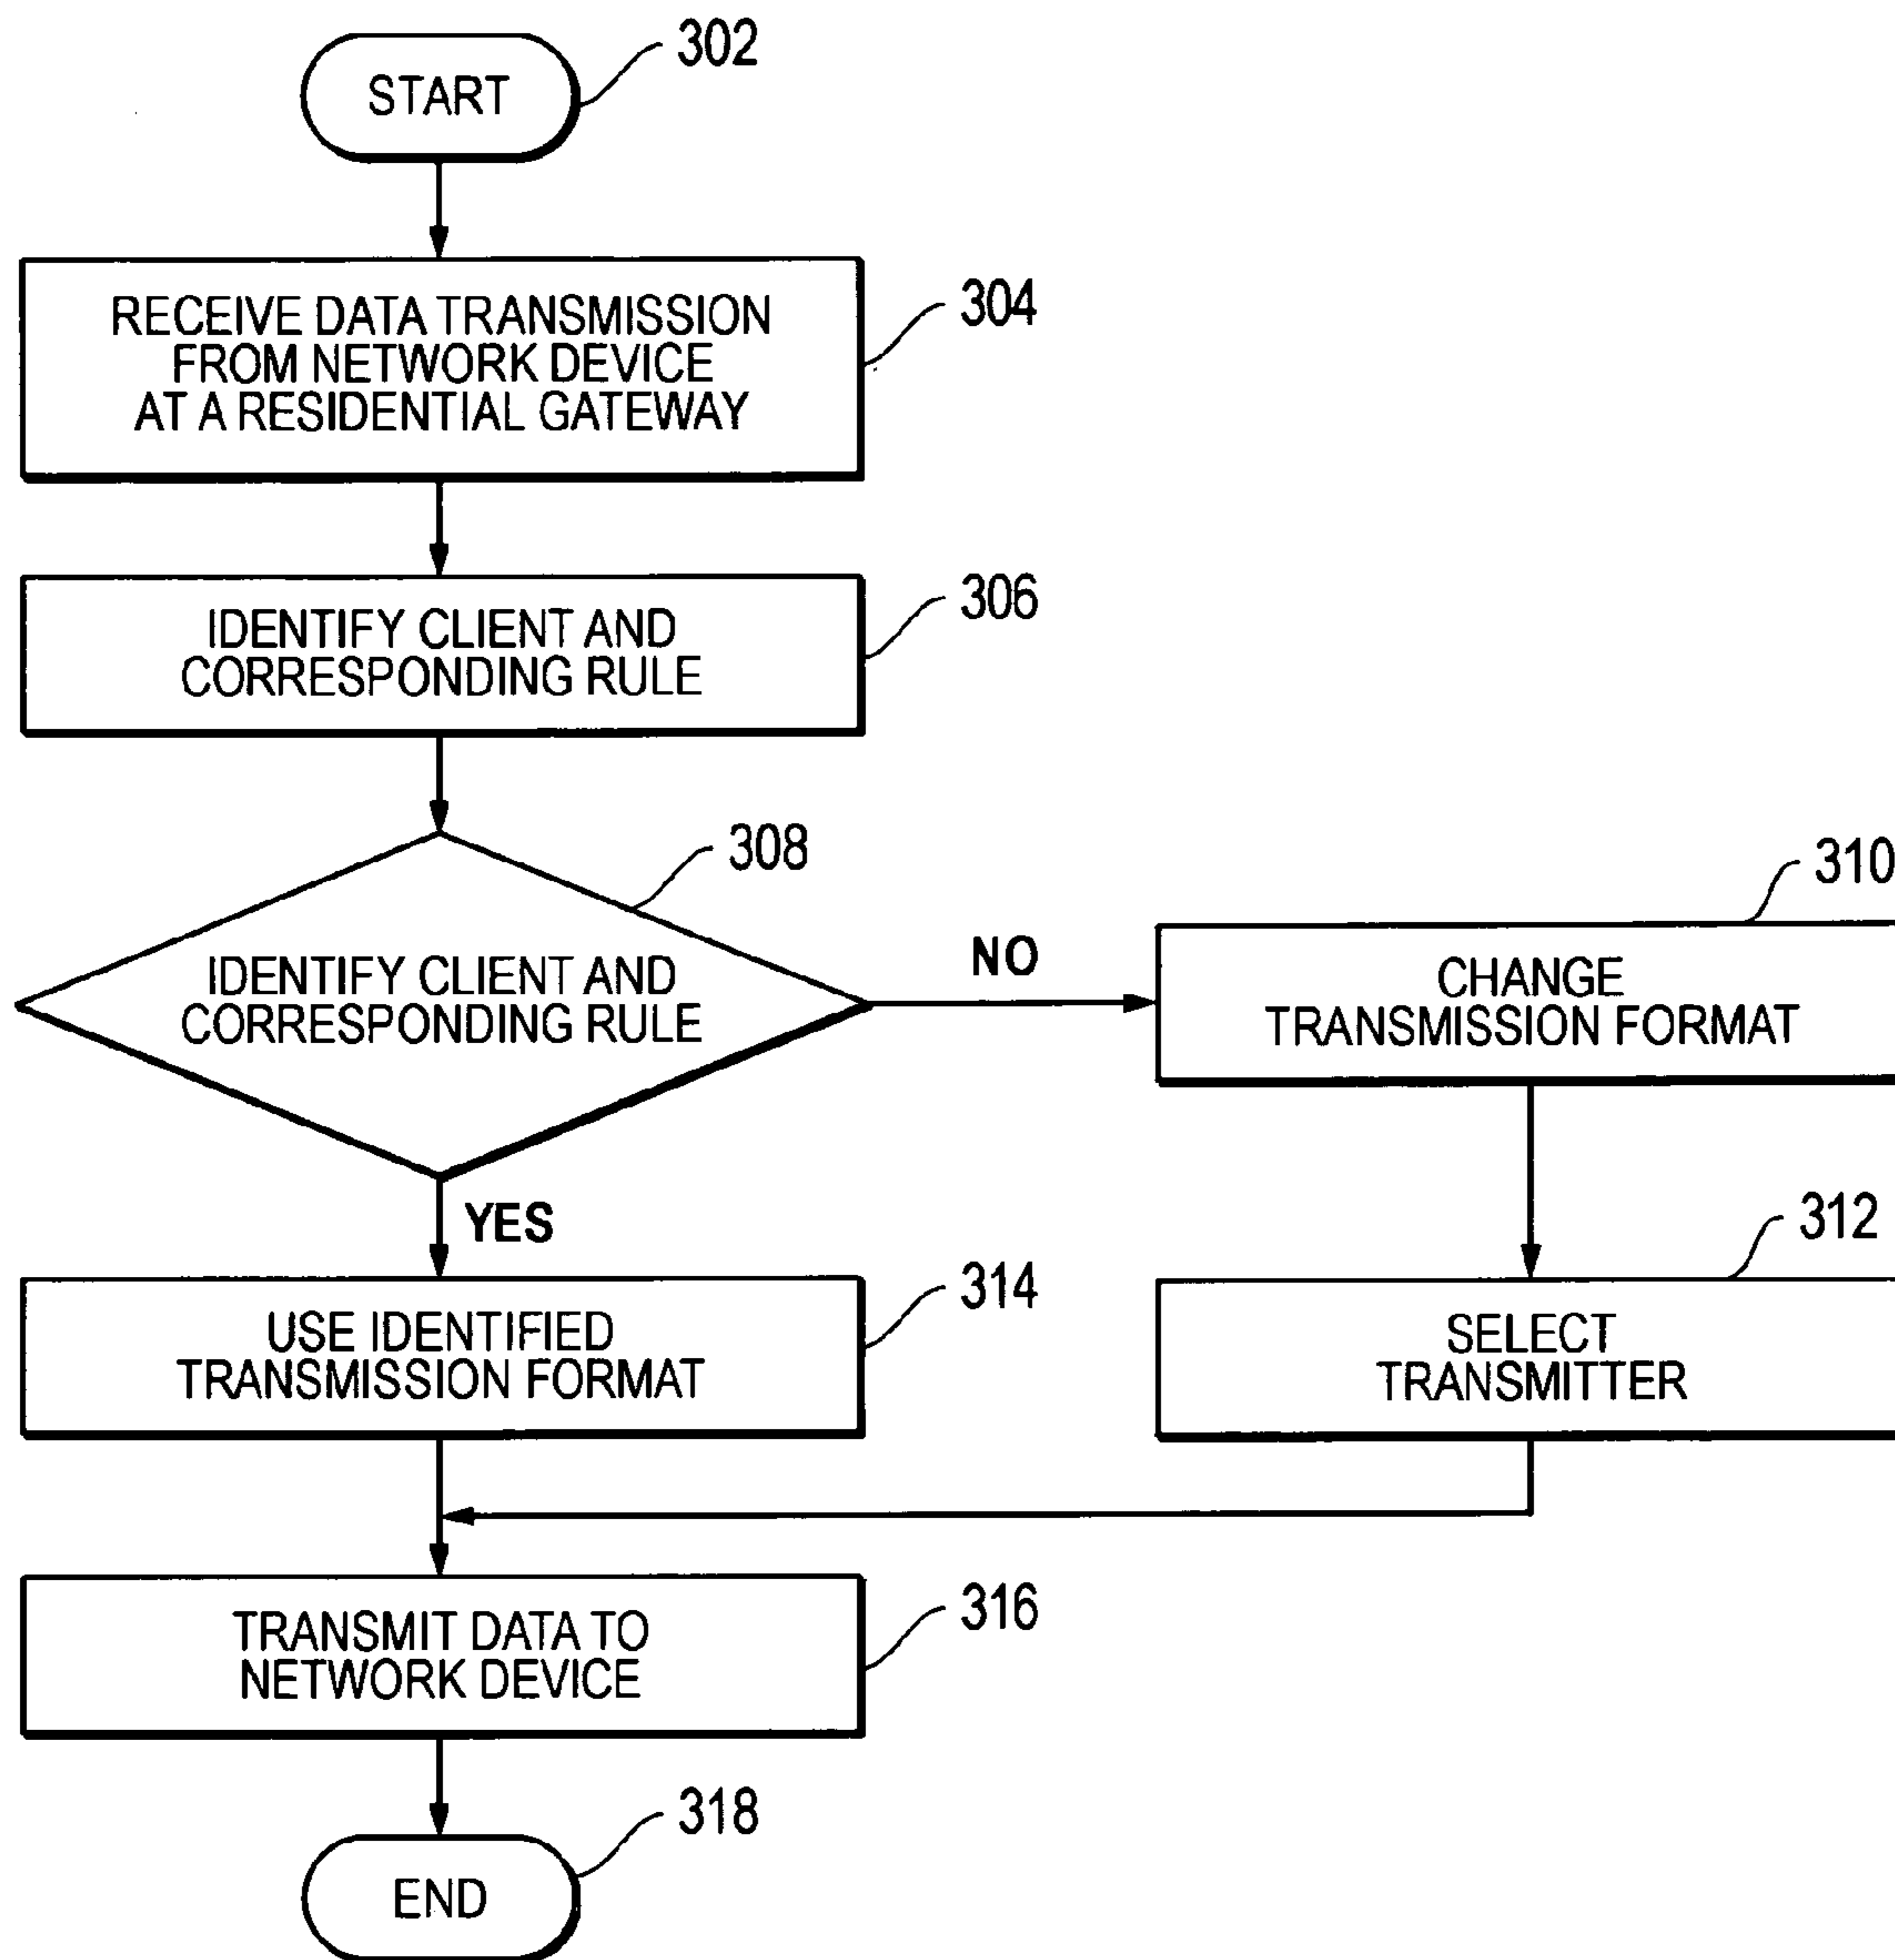 START
302
RECEIVE DATA TRANSMISSION
FROM NETWORK DEVICE
AT A RESIDENTIAL GATEWAY
304
IDENTIFY CLIENT AND
CORRESPONDING RULE
306
308
IDENTIFY CLIENT AND
CORRESPONDING RULE
NO
310
CHANGE
TRANSMISSION FORMAT
YES
312
SELECT
TRANSMITTER
314
USE IDENTIFIED
TRANSMISSION FORMAT
316
TRANSMIT DATA TO
NETWORK DEVICE
318
END